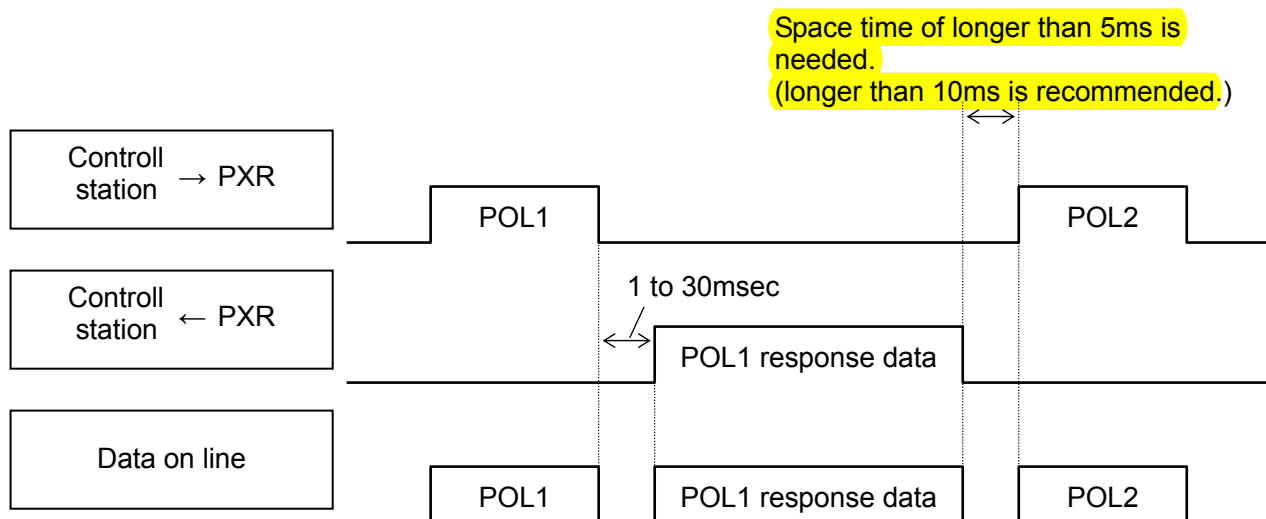 Space time of longer than 5ms is
needed.
(longer than 10ms is recommended.)
Controll
station → PXR
POL1
POL2
Controll
station ← PXR
1 to 30msec
POL1 response data
Data on line
POL1
POL1 response data
POL2